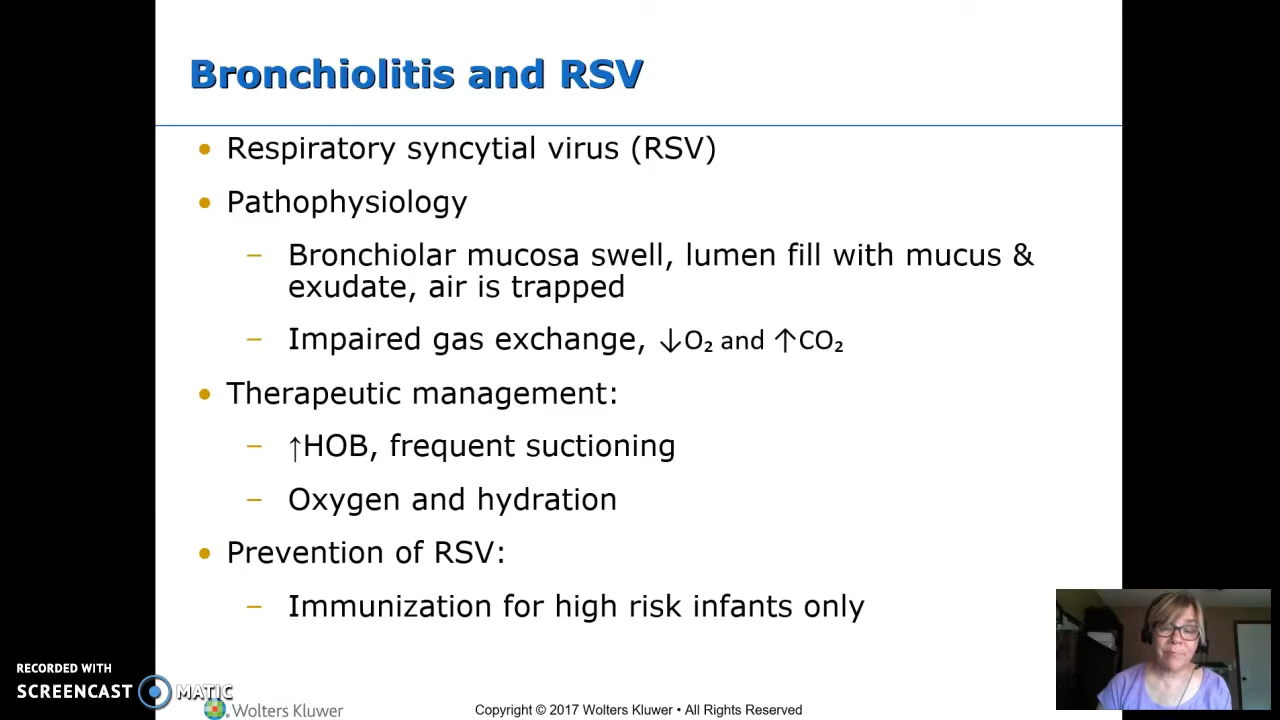 Bronchiolitis and RSV
• Respiratory syncytial virus (RSV)
• Pathophysiology
– Bronchiolar mucosa swell, lumen fill with mucus &
exudate, air is trapped
– Impaired gas exchange, ↓O₂ and ↑CO₂
• Therapeutic management:
– ↑HOB, frequent suctioning
– Oxygen and hydration
• Prevention of RSV:
– Immunization for high risk infants only
RECORDED WITH
SCREENCAST MATIC
Wolters Kluwer
Copyright © 2017 Wolters Kluwer • All Rights Reserved